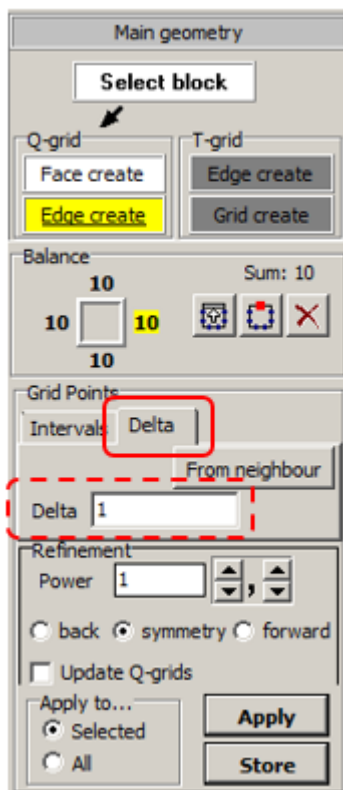 Main geometry
Select block
Q-grid T-grid
Face create Edge create
Edge create Grid create
Balance
10 Sum: 10
10 10
10
Grid Points
Intervals Delta
From neighbour
Delta 1
Refinement
Power 1 ,
back symmetry forward
Update Q-grids
Apply to...
Selected Apply
All Store